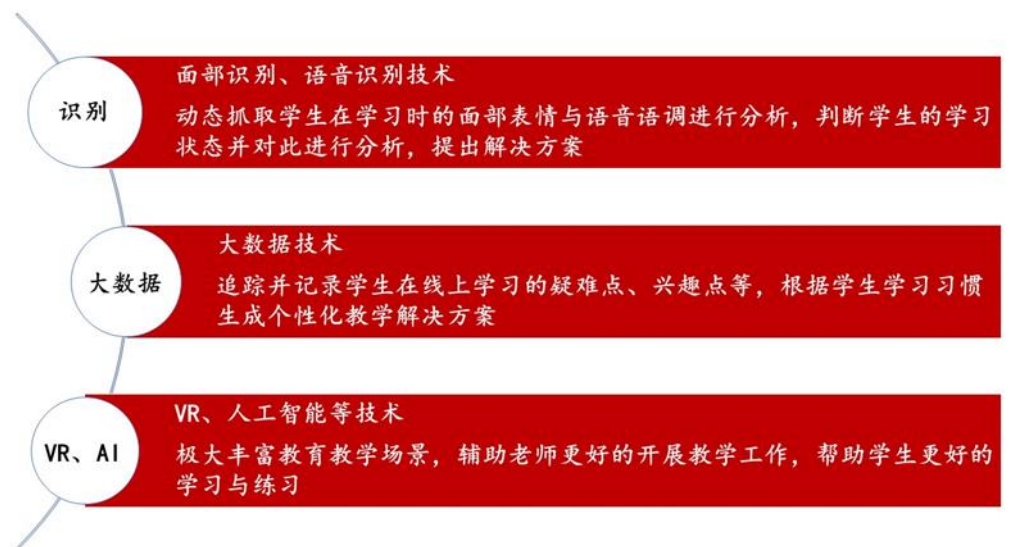 识别
面部识别、语音识别技术
动态抓取学生在学习时的面部表情与语音语调进行分析，判断学生的学习
状态并对此进行分析，提出解决方案
大数据
大数据技术
追踪并记录学生在线上学习的疑难点、兴趣点等，根据学生学习习惯
生成个性化教学解决方案
VR、AI
VR、人工智能等技术
极大丰富教育教学场景，辅助老师更好的开展教学工作，帮助学生更好的
学习与练习